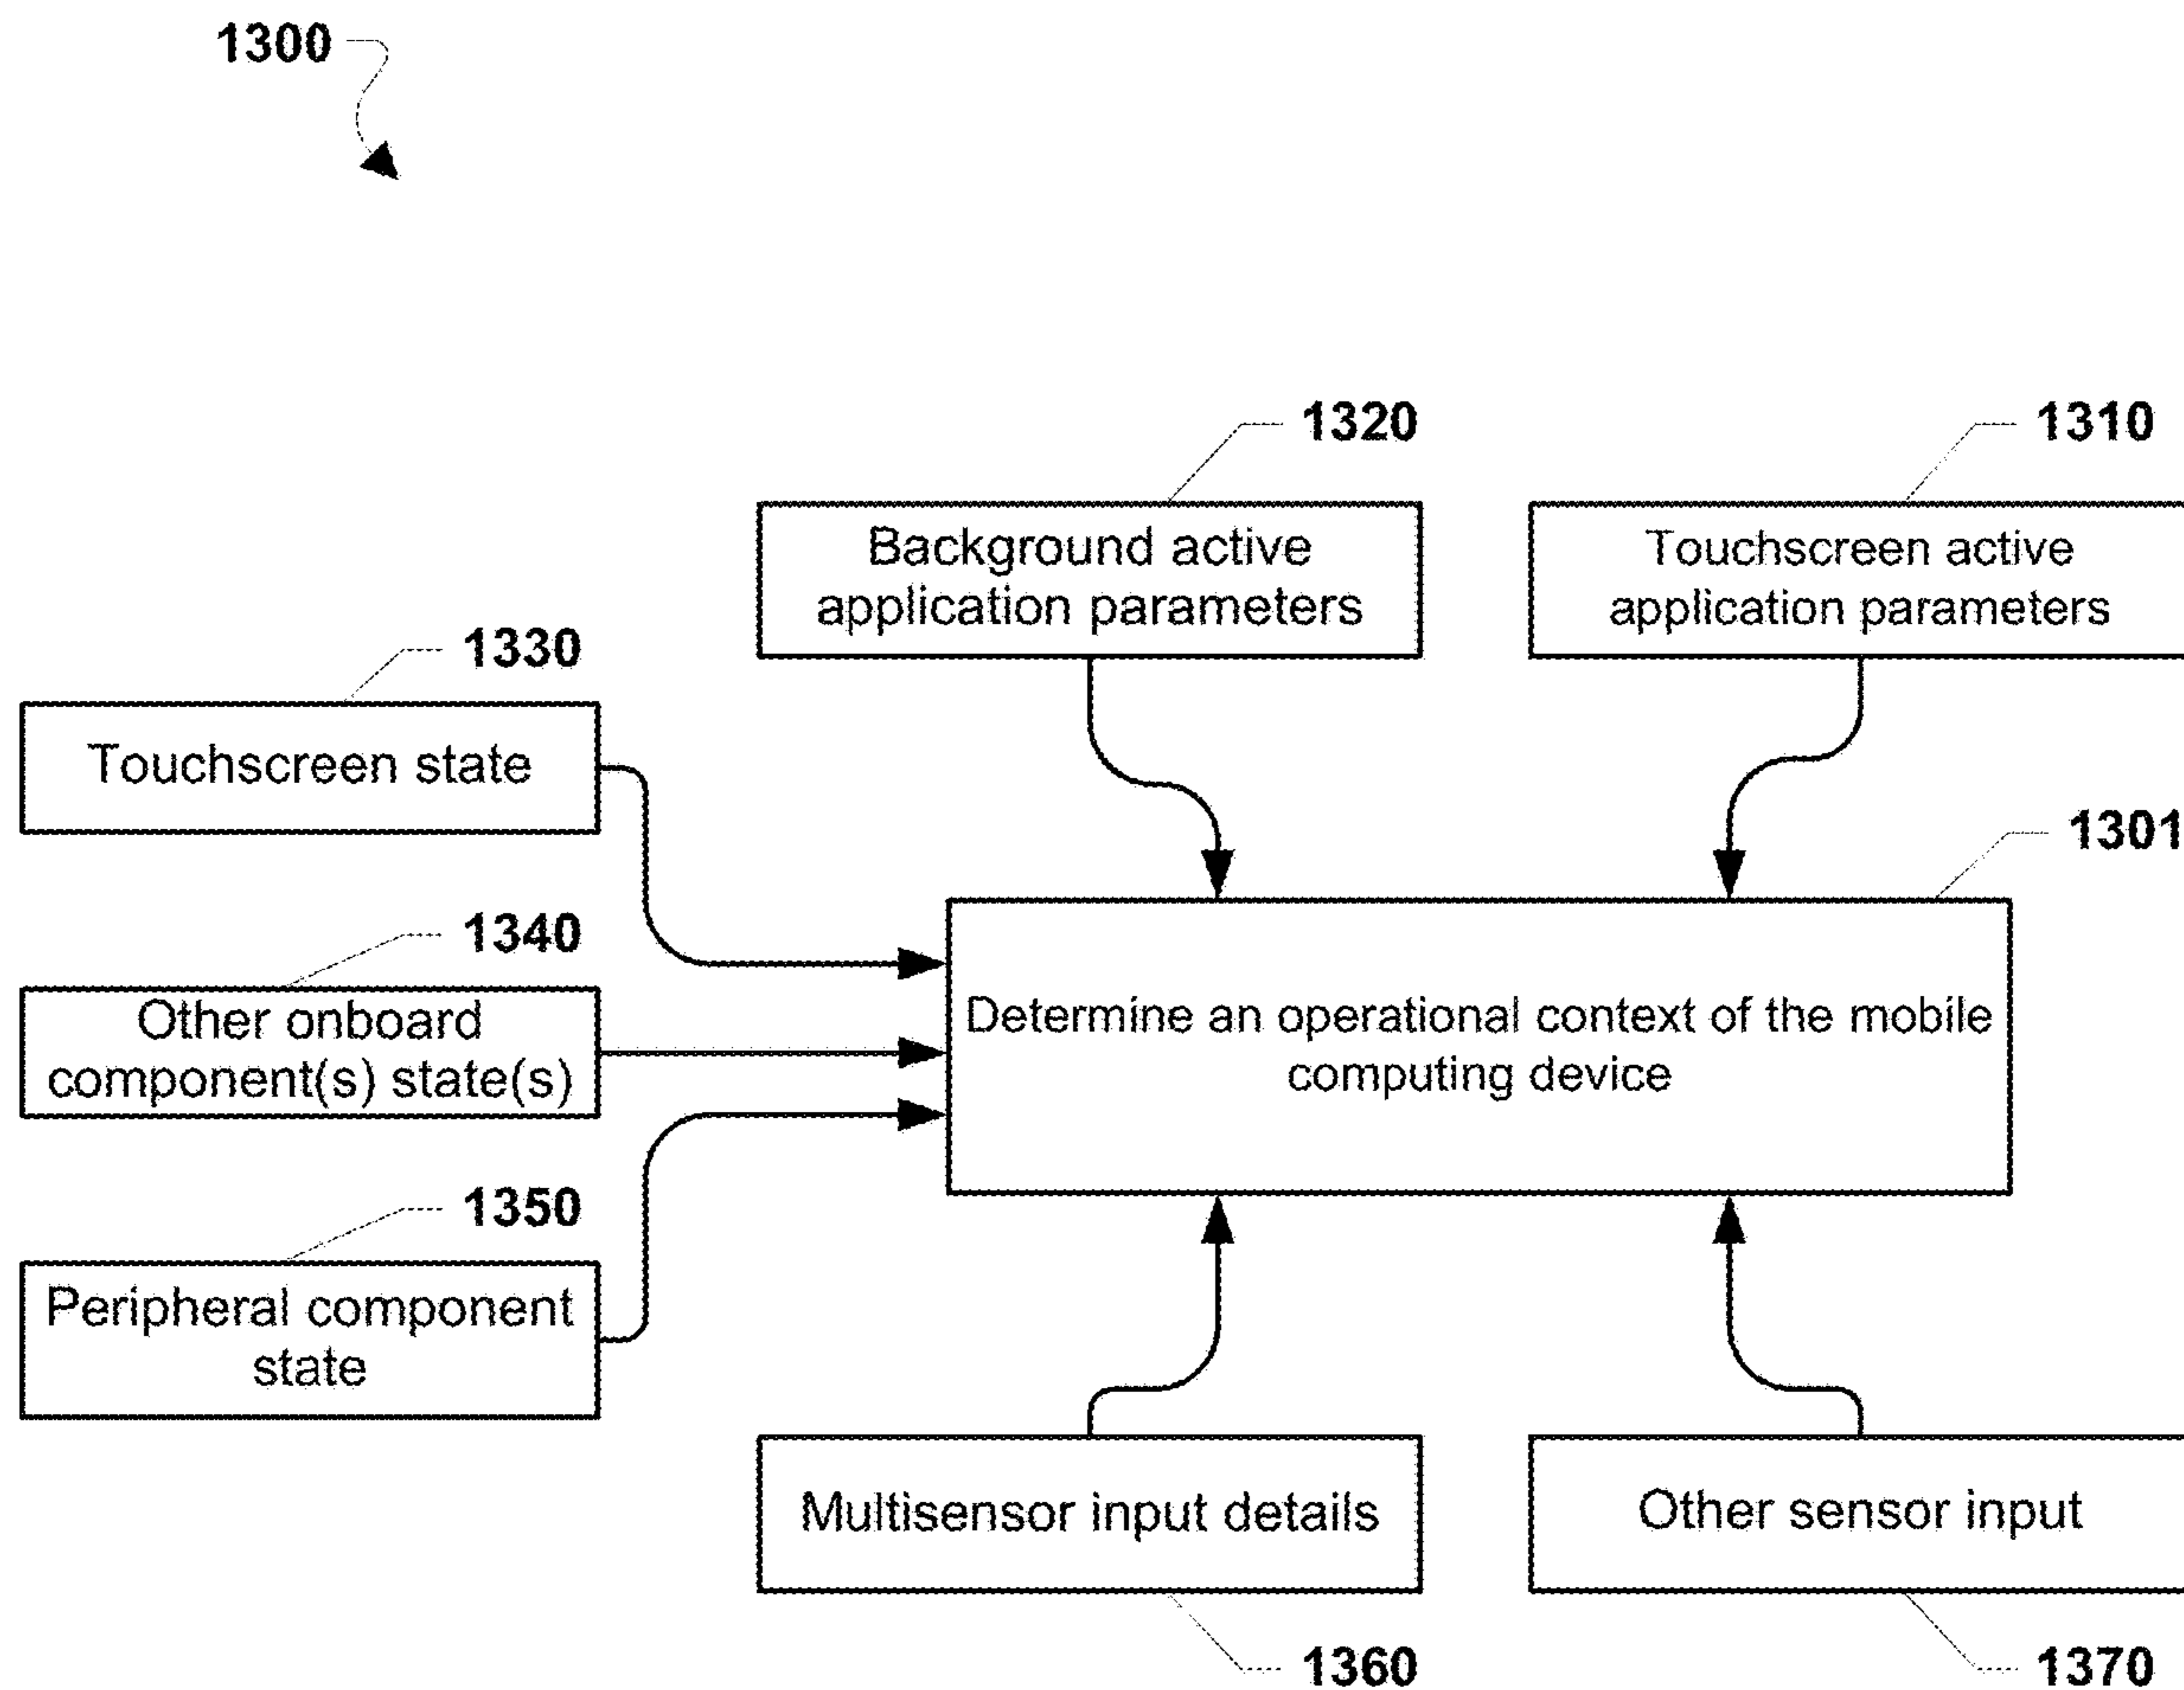 1300
1320
1310
Background active
application parameters
Touchscreen active
application parameters
1330
Touchscreen state
1301
1340
Other onboard
component(s) state(s)
Determine an operational context of the mobile
computing device
1350
Peripheral component
state
Multisensor input details
Other sensor input
1360
1370